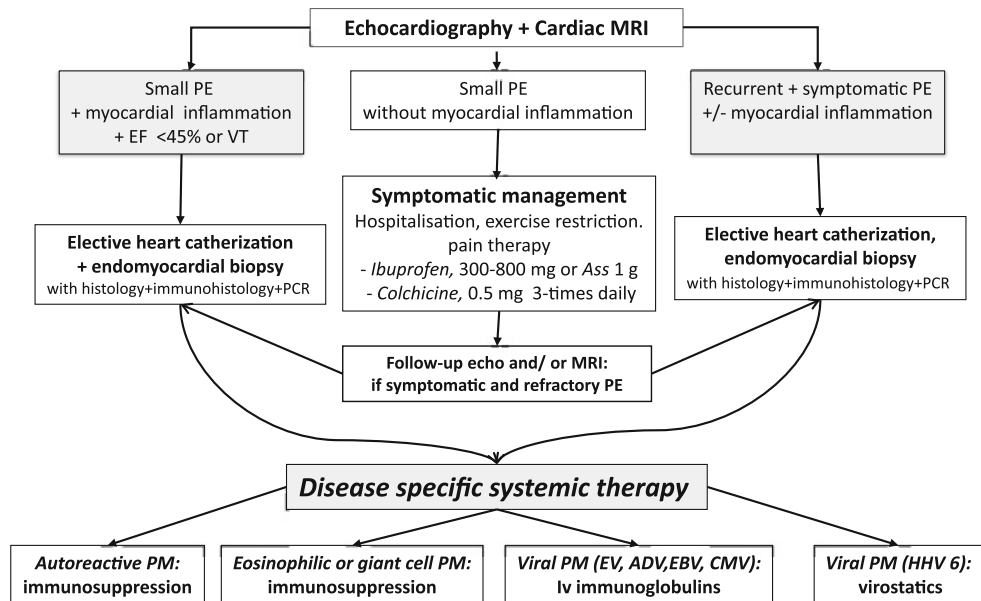 Echocardiography + Cardiac MRI
Small PE
+ myocardial inflammation
+ EF <45% or VT
Small PE
without myocardial inflammation
Recurrent + symptomatic PE
+/- myocardial inflammation
Symptomatic management
Hospitalisation, exercise restriction.
pain therapy
- Ibuprofen, 300-800 mg or Ass 1 g
- Colchicine, 0.5 mg 3-times daily
Elective heart catherization
+ endomyocardial biopsy
with histology+immunohistology+PCR
Elective heart catherization,
endomyocardial biopsy
with histology+immunohistology+PCR
Follow-up echo and/ or MRI:
if symptomatic and refractory PE
Disease specific systemic therapy
Autoreactive PM:
immunosuppression
Eosinophilic or giant cell PM:
immunosuppression
Viral PM (EV, ADV,EBV, CMV):
Iv immunoglobulins
Viral PM (HHV 6):
virostatics